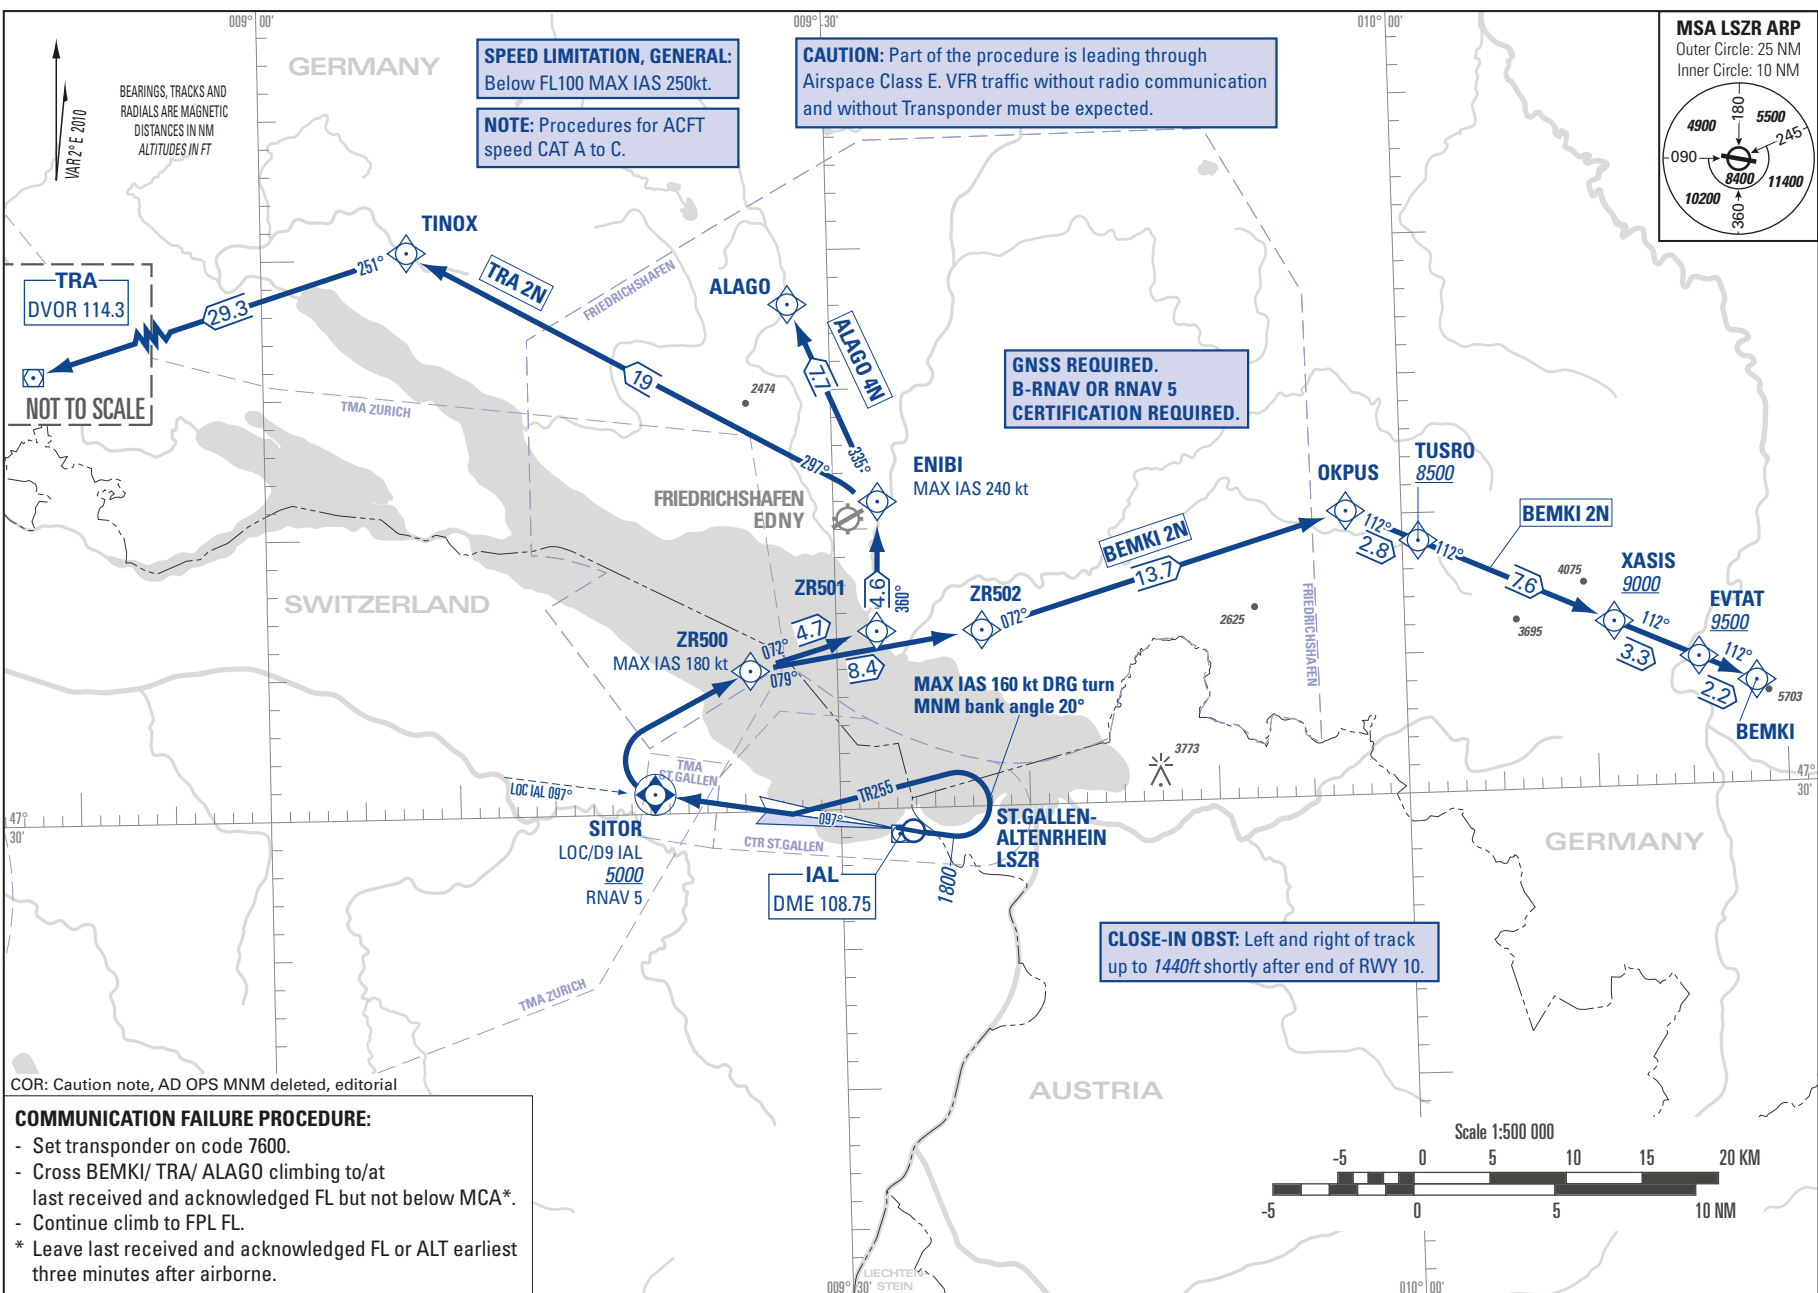 009° 00'
009° 30'
010° 00'
GERMANY
VAR 2° E 2010
BEARINGS, TRACKS AND
RADIALS ARE MAGNETIC
DISTANCES IN NM
ALTITUDES IN FT
SPEED LIMITATION, GENERAL:
Below FL100 MAX IAS 250kt.
NOTE: Procedures for ACFT
speed CAT A to C.
CAUTION: Part of the procedure is leading through
Airspace Class E. VFR traffic without radio communication
and without Transponder must be expected.
MSA LSZR ARP
Outer Circle: 25 NM
Inner Circle: 10 NM
180
4900
5500
245
090
8400
11400
10200
360
TINOX
251°
TRA 2N
FRIEDRICHSHAFEN
ALAGO
TRA
DVOR 114.3
29.3
NOT TO SCALE
TMA ZURICH
19
2474
7.7
ALAGO 4N
GNSS REQUIRED.
B-RNAV OR RNAV 5
CERTIFICATION REQUIRED.
297°
335°
ENIBI
MAX IAS 240 kt
FRIEDRICHSHAFEN
EDNY
OKPUS
TUSRO
8500
112°
2.8
112°
BEMKI 2N
BEMKI 2N
13.7
7.6
4075
XASIS
9000
3695
112°
3.3
EVTAT
9500
112°
2.2
5703
BEMKI
SWITZERLAND
ZR501
4.6
360°
ZR502
072°
2625
FRIEDRICHSHAFEN
ZR500
MAX IAS 180 kt
072°
4.7
079°
8.4
MAX IAS 160 kt DRG turn
MNM bank angle 20°
3773
TMA
ST.GALLEN
LOC IAL 097°
TR255
097°
47°
30'
47°
30'
SITOR
LOC/D9 IAL
5000
RNAV 5
CTR ST.GALLEN
IAL
DME 108.75
1800
ST.GALLEN-
ALTENRHEIN
LSZR
GERMANY
CLOSE-IN OBST: Left and right of track
up to 1440ft shortly after end of RWY 10.
TMA ZURICH
AUSTRIA
COR: Caution note, AD OPS MNM deleted, editorial
COMMUNICATION FAILURE PROCEDURE:
- Set transponder on code 7600.
- Cross BEMKI/ TRA/ ALAGO climbing to/at
last received and acknowledged FL but not below MCA*.
- Continue climb to FPL FL.
* Leave last received and acknowledged FL or ALT earliest
three minutes after airborne.
Scale 1:500 000
-5 0 5 10 15 20 KM
-5 0 5 10 NM
LIECHTEN
STEIN
009° 30'
010° 00'